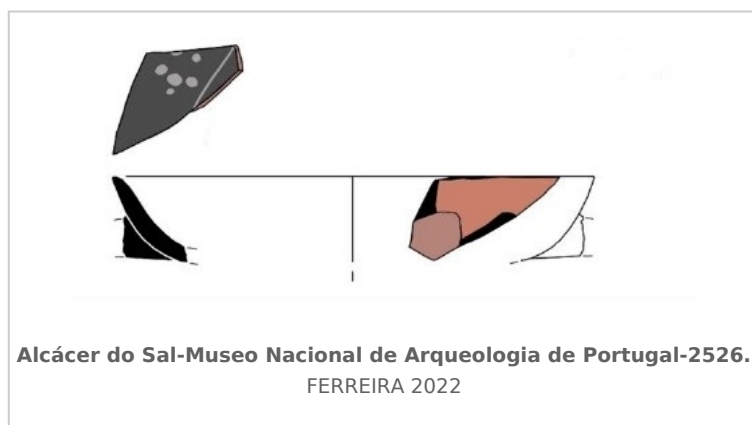 Alcácer do Sal-Museo Nacional de Arqueologia de Portugal-2526.
FERREIRA 2022